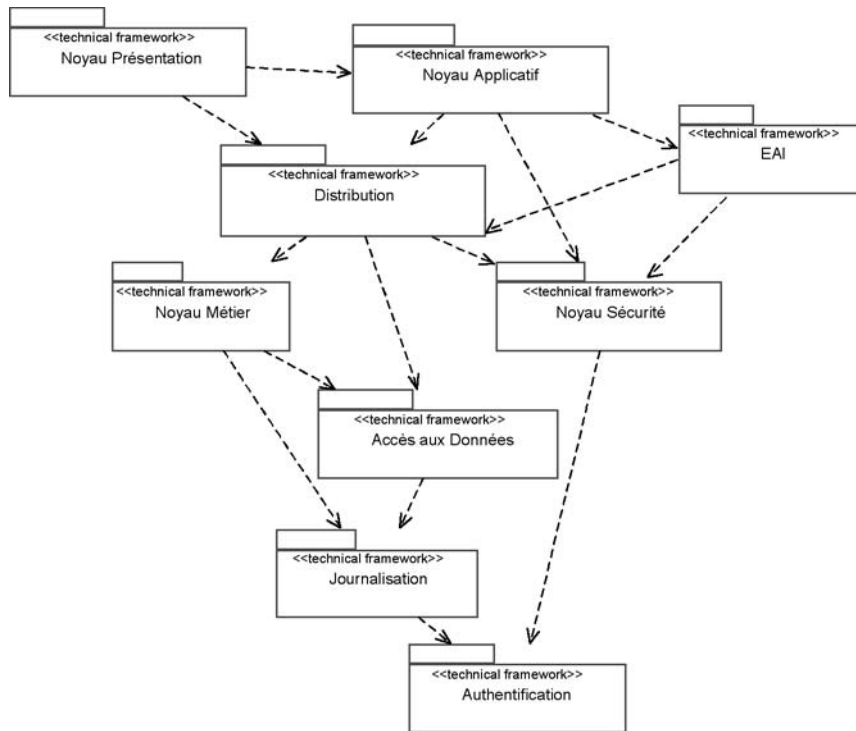 <<technical framework>>
Noyau Présentation
<<technical framework>>
Noyau Applicatif
<<technical framework>>
EAI
<<technical framework>>
Distribution
<<technical framework>>
Noyau Métier
<<technical framework>>
Noyau Sécurité
<<technical framework>>
Accès aux Données
<<technical framework>>
Journalisation
<<technical framework>>
Authentification